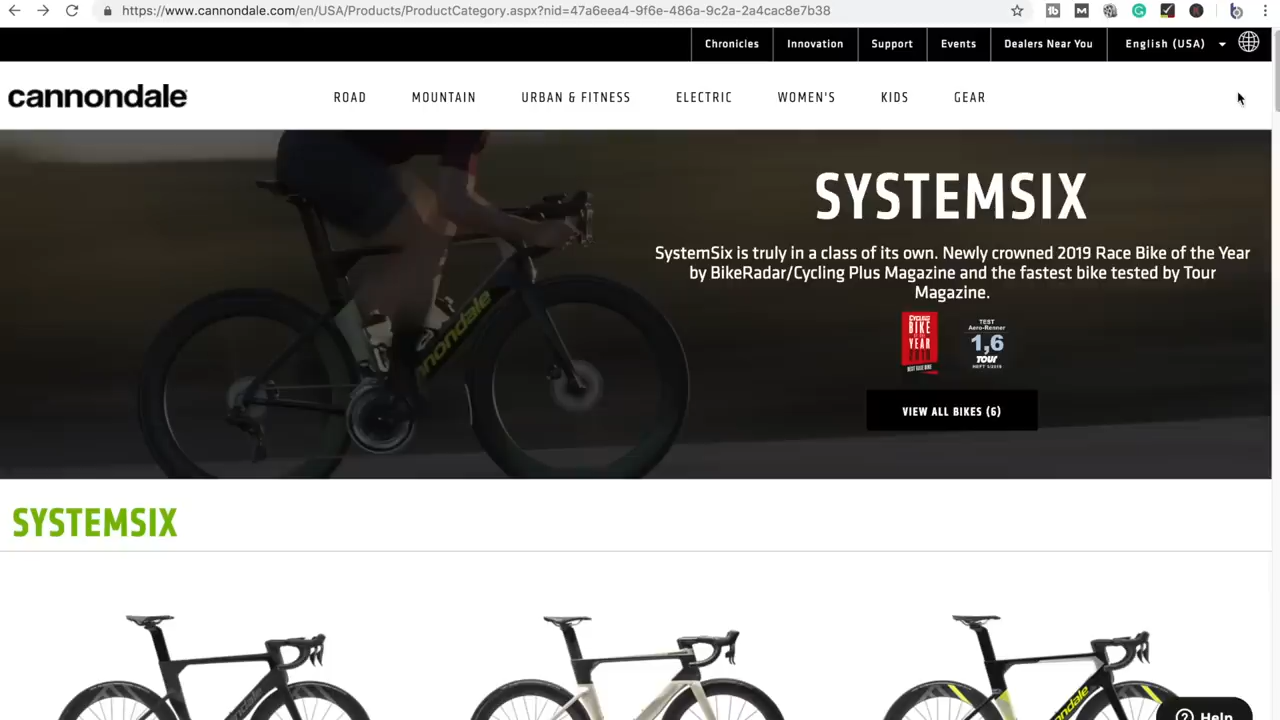 https://www.cannondale.com/en/USA/Products/ProductCategory.aspx?nid=47a6eea4-9f6e-486a-9c2a-2a4cac8e7b38
Chronicles
Innovation
Support
Events
Dealers Near You
English (USA)
cannondale
ROAD
MOUNTAIN
URBAN & FITNESS
ELECTRIC
WOMEN'S
KIDS
GEAR
SYSTEMSIX
SystemSix is truly in a class of its own. Newly crowned 2019 Race Bike of the Year
by BikeRadar/Cycling Plus Magazine and the fastest bike tested by Tour
Magazine.
BIKE
YEAR
TEST
Aero-Renner
1,6
TOUR
VIEW ALL BIKES (6)
cannondale
SYSTEMSIX
cannondale
Help